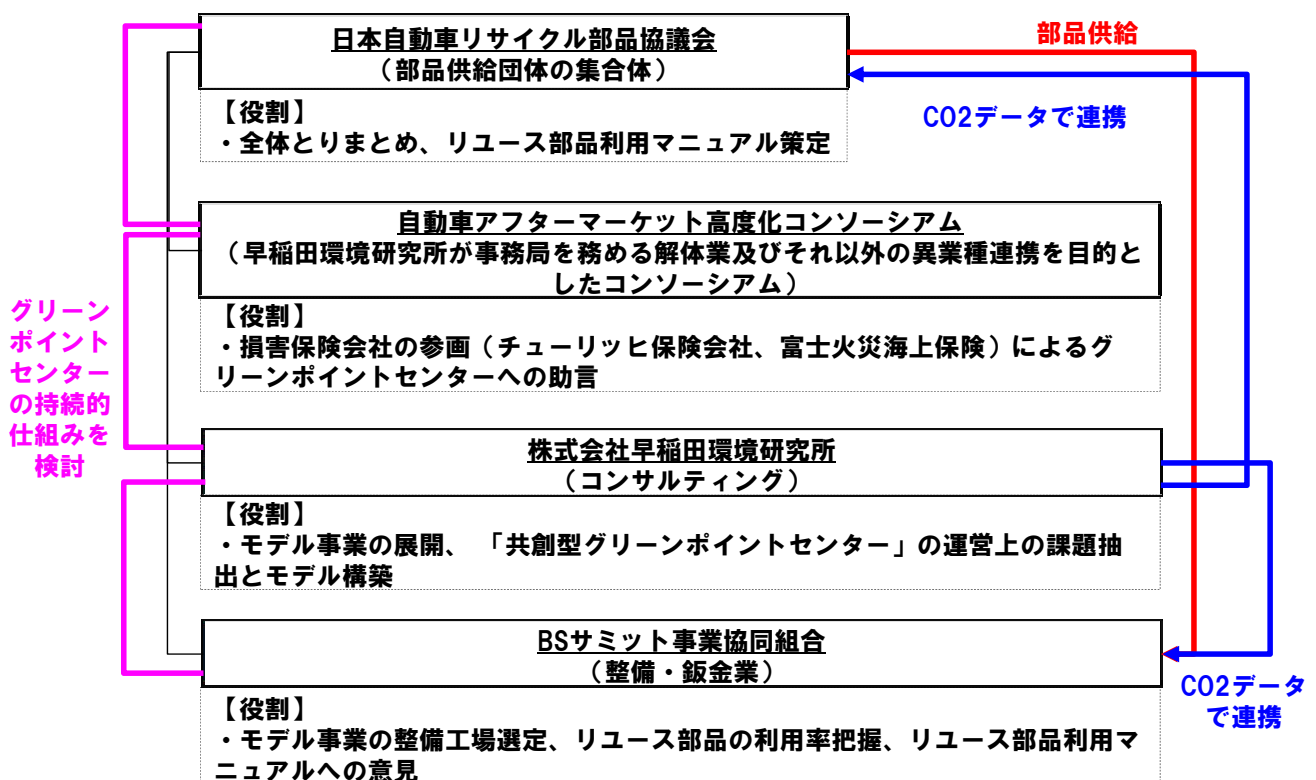 日本自動車リサイクル部品協議会
（部品供給団体の集合体）
【役割】
・全体とりまとめ、リユース部品利用マニュアル策定
部品供給
CO2データで連携
自動車アフターマーケット高度化コンソーシアム
（早稲田環境研究所が事務局を務める解体業及びそれ以外の異業種連携を目的と
したコンソーシアム）
【役割】
・損害保険会社の参画（チューリッヒ保険会社、富士火災海上保険）によるグ
リーンポイントセンターへの助言
グリーン
ポイント
センター
の持続的
仕組みを
検討
株式会社早稲田環境研究所
（コンサルティング）
【役割】
・モデル事業の展開、 「共創型グリーンポイントセンター」の運営上の課題抽
出とモデル構築
BSサミット事業協同組合
（整備・鈑金業）
【役割】
・モデル事業の整備工場選定、リユース部品の利用率把握、リユース部品利用マ
ニュアルへの意見
CO2データ
で連携